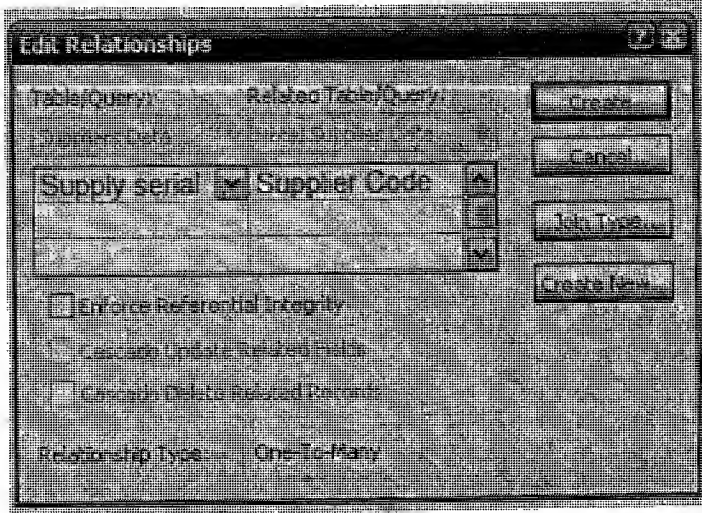 Edit Relationships
Table/Query: Related Table/Query:
Create
Cancel
Supply serial Supplier Code
Join Type...
Create New...
Enforce Referential Integrity
Cascade Update Related Fields
Cascade Delete Related Records
Relationship Type: One-To-Many